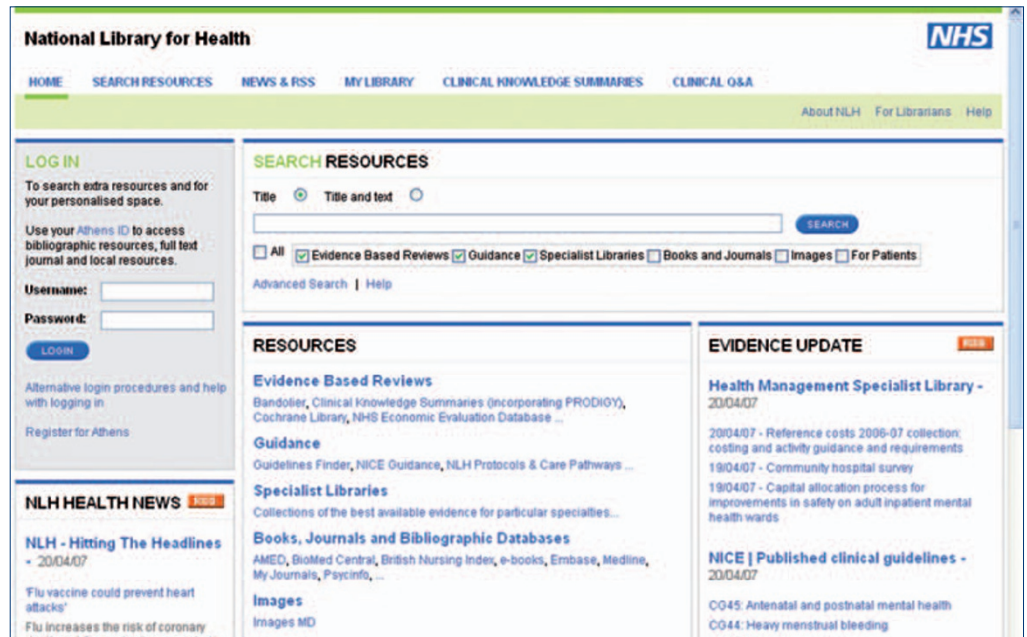 National Library for Health
NHS
HOME SEARCH RESOURCES NEWS & RSS MY LIBRARY CLINICAL KNOWLEDGE SUMMARIES CLINICAL Q&A
About NLH For Librarians Help
LOG IN
To search extra resources and for
your personalised space.
Use your Athens ID to access
bibliographic resources, full text
journal and local resources.
Username:
Password:
LOGIN
Alternative login procedures and help
with logging in
Register for Athens
NLH HEALTH NEWS RSS
NLH - Hitting The Headlines
- 20/04/07
'Flu vaccine could prevent heart
attacks'
Flu increases the risk of coronary
SEARCH RESOURCES
Title Title and text
SEARCH
All Evidence Based Reviews Guidance Specialist Libraries Books and Journals Images For Patients
Advanced Search | Help
RESOURCES
Evidence Based Reviews
Bandolier, Clinical Knowledge Summaries (incorporating PRODIGY),
Cochrane Library, NHS Economic Evaluation Database ...
Guidance
Guidelines Finder, NICE Guidance, NLH Protocols & Care Pathways ...
Specialist Libraries
Collections of the best available evidence for particular specialties...
Books, Journals and Bibliographic Databases
AMED, BioMed Central, British Nursing Index, e-books, Embase, Medline,
My Journals, Psycinfo, ...
Images
Images MD
EVIDENCE UPDATE RSS
Health Management Specialist Library -
20/04/07
20/04/07 - Reference costs 2006-07 collection:
costing and activity guidance and requirements
19/04/07 - Community hospital survey
19/04/07 - Capital allocation process for
improvements in safety on adult inpatient mental
health wards
NICE | Published clinical guidelines -
20/04/07
CG45: Antenatal and postnatal mental health
CG44: Heavy menstrual bleeding